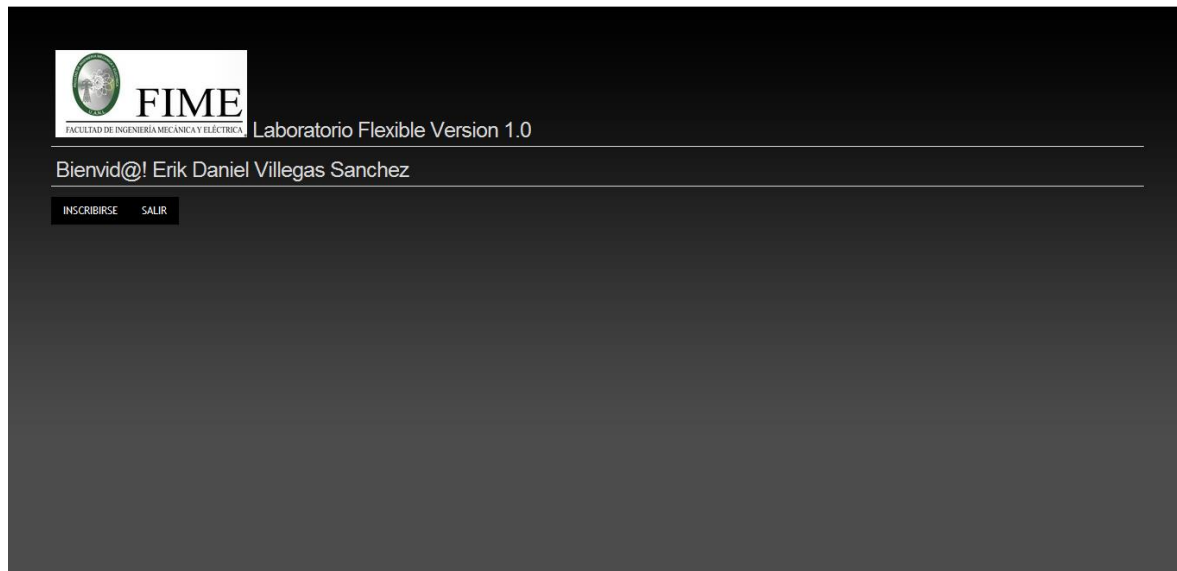 FIME
FACULTAD DE INGENIERÍA MECÁNICA Y ELÉCTRICA
Laboratorio Flexible Version 1.0
Bienvid@! Erik Daniel Villegas Sanchez
INSCRIBIRSE SALIR